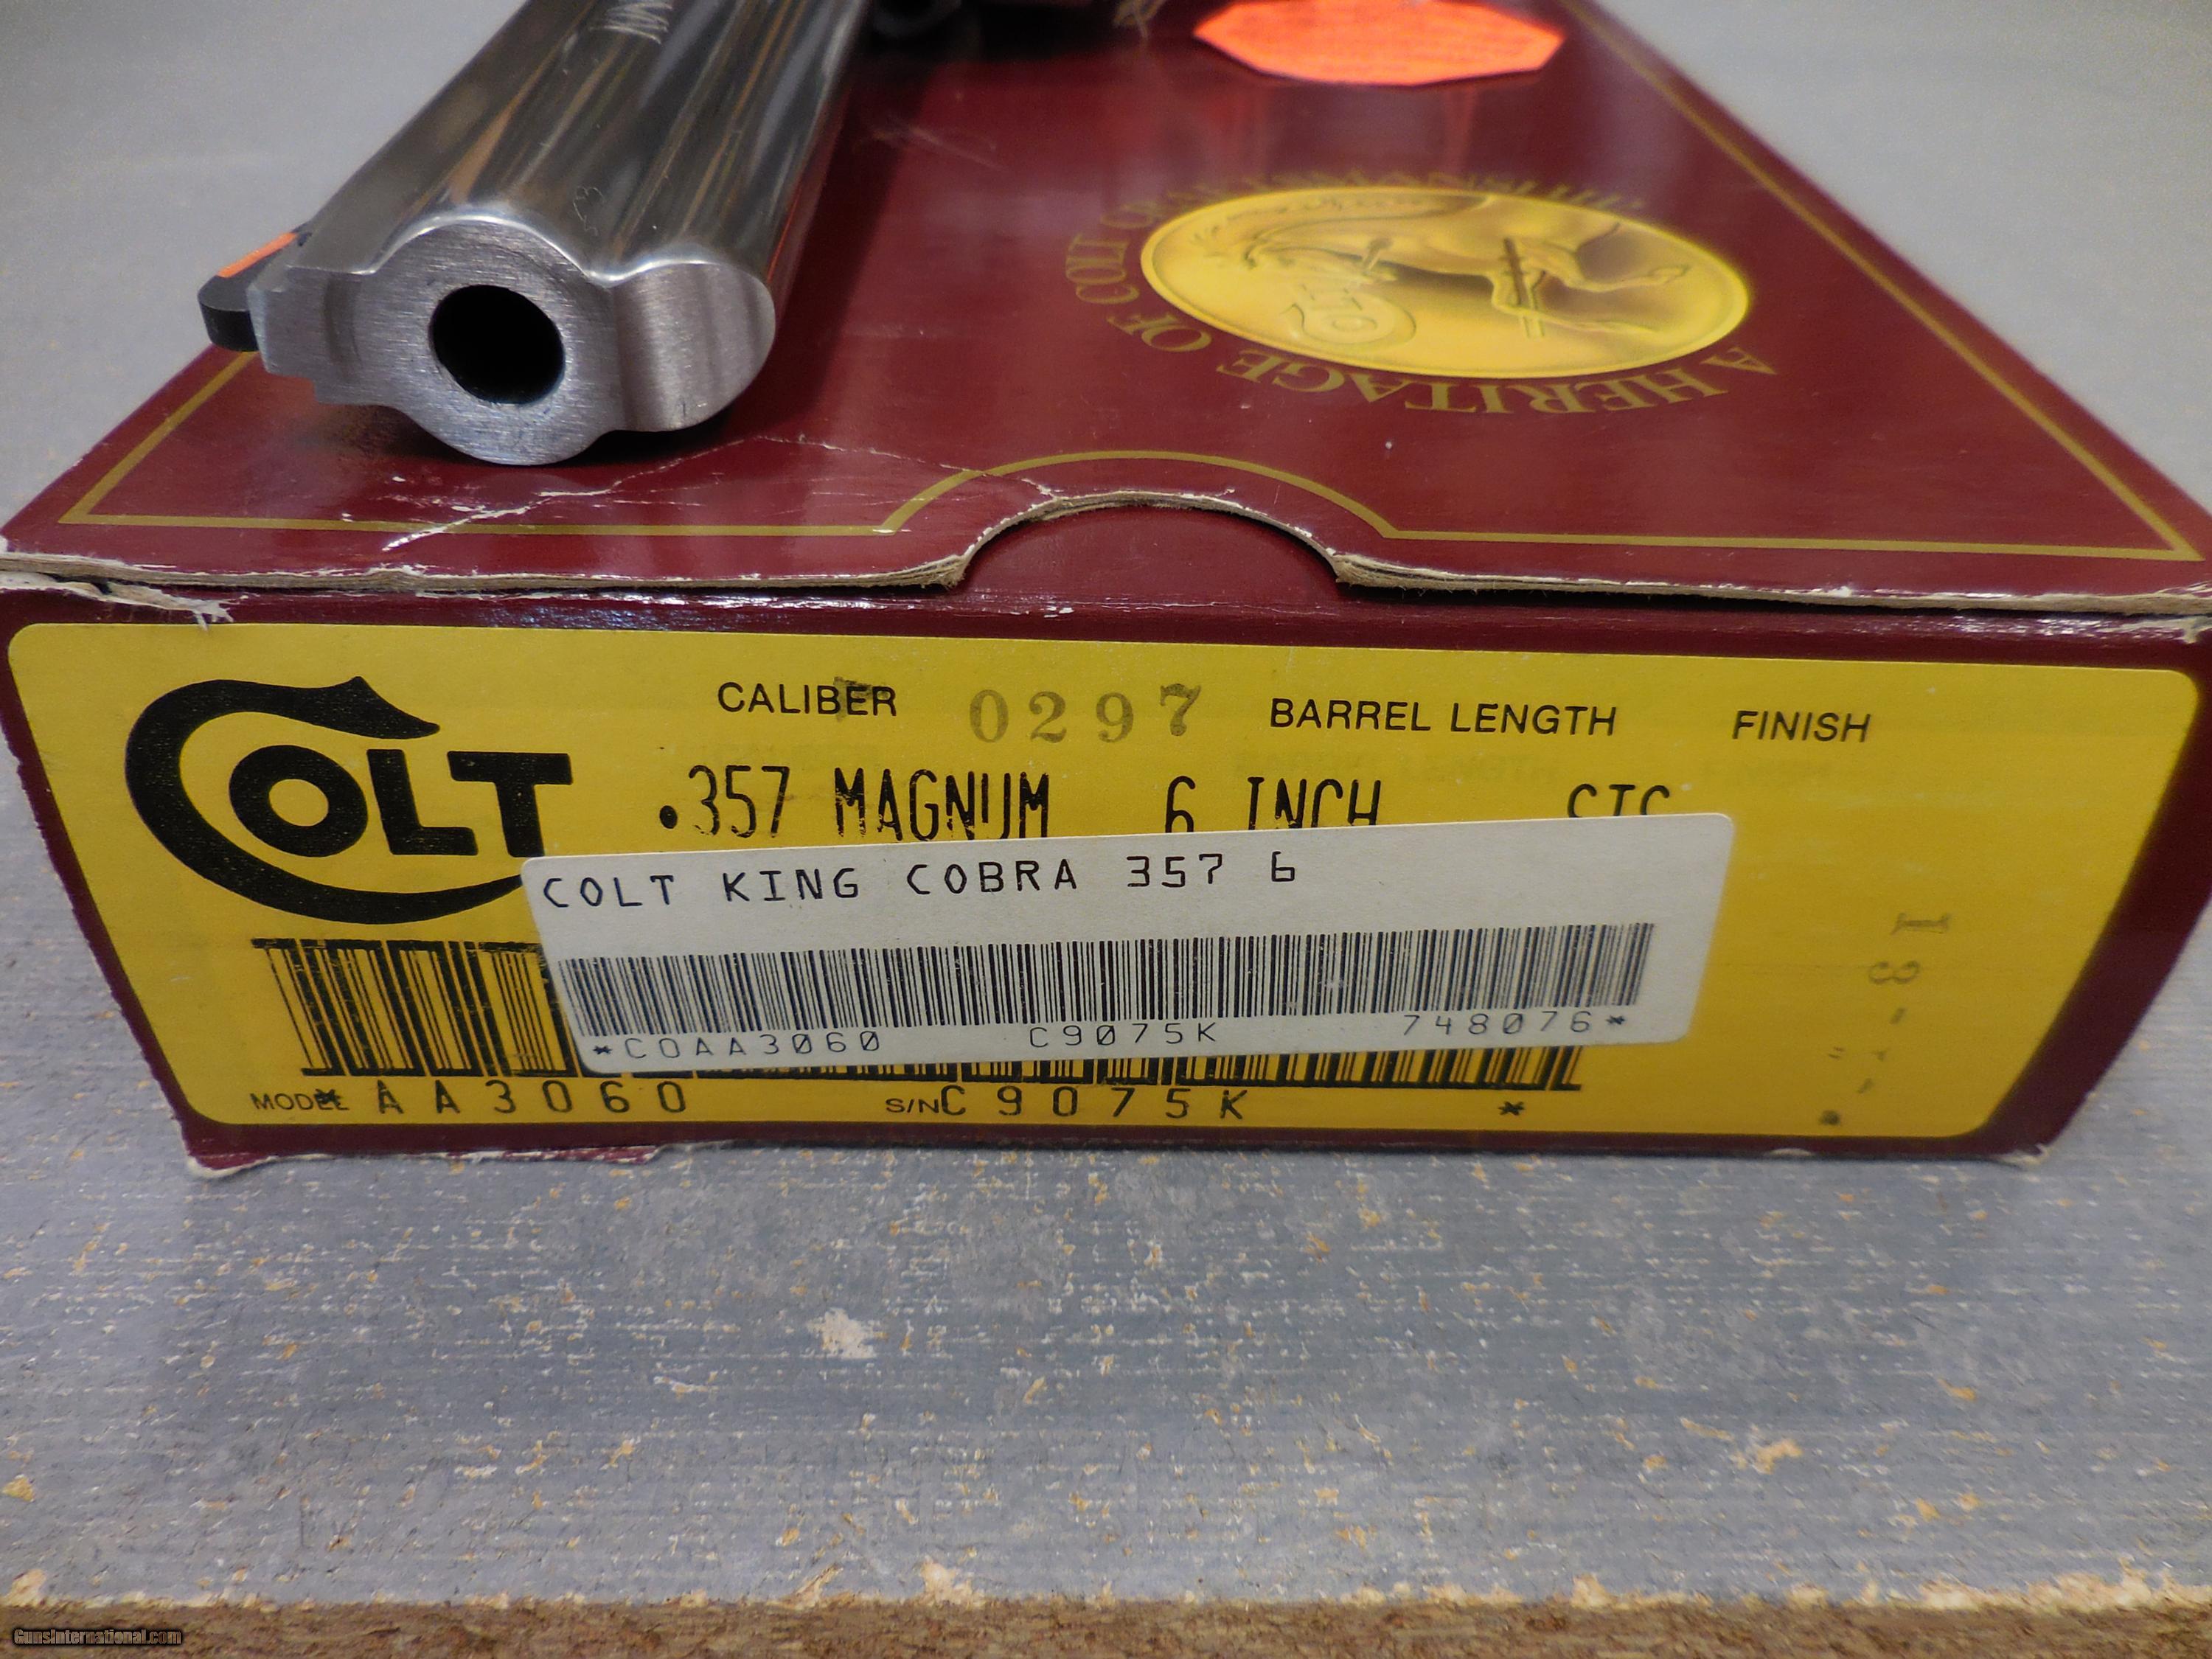 A HERITAGE OF COLT CRAFTSMANSHIP
COLT
COLT
CALIBER 0297 BARREL LENGTH FINISH
.357 MAGNUM 6 INCH
COLT KING COBRA 357 6
*COAA3060 C9075K 748076*
MODEL *AA3060 S/N C9075K *
GunsInternational.com